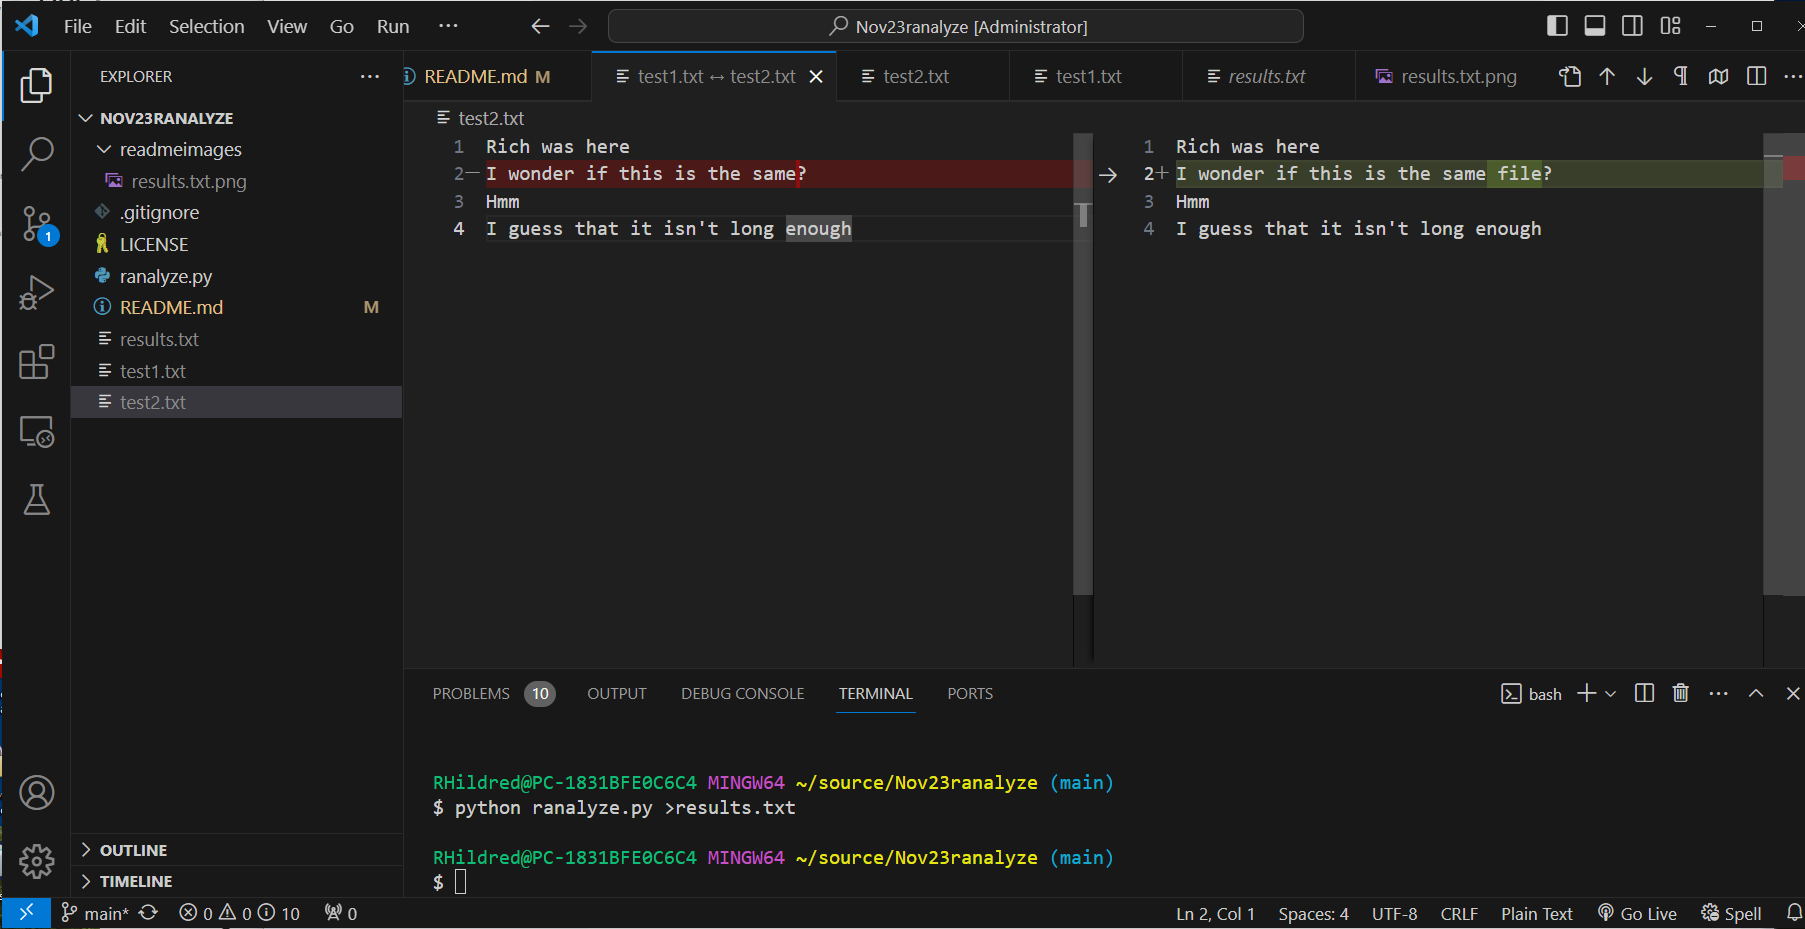 File Edit Selection View Go Run ··· Nov23ranalyze [Administrator]
EXPLORER
README.md M test1.txt ↔ test2.txt test2.txt test1.txt results.txt results.txt.png
NOV23RANALYZE
readmeimages
results.txt.png
.gitignore
LICENSE
ranalyze.py
README.md M
results.txt
test1.txt
test2.txt
1
OUTLINE
TIMELINE
test2.txt
1 Rich was here
2— I wonder if this is the same?
3 Hmm
4 I guess that it isn't long enough
1 Rich was here
2+ I wonder if this is the same file?
3 Hmm
4 I guess that it isn't long enough
PROBLEMS 10 OUTPUT DEBUG CONSOLE TERMINAL PORTS bash
RHildred@PC-1831BFE0C6C4 MINGW64 ~/source/Nov23ranalyze (main)
$ python ranalyze.py >results.txt
RHildred@PC-1831BFE0C6C4 MINGW64 ~/source/Nov23ranalyze (main)
$
main* 0 0 10 0 Ln 2, Col 1 Spaces: 4 UTF-8 CRLF Plain Text Go Live Spell